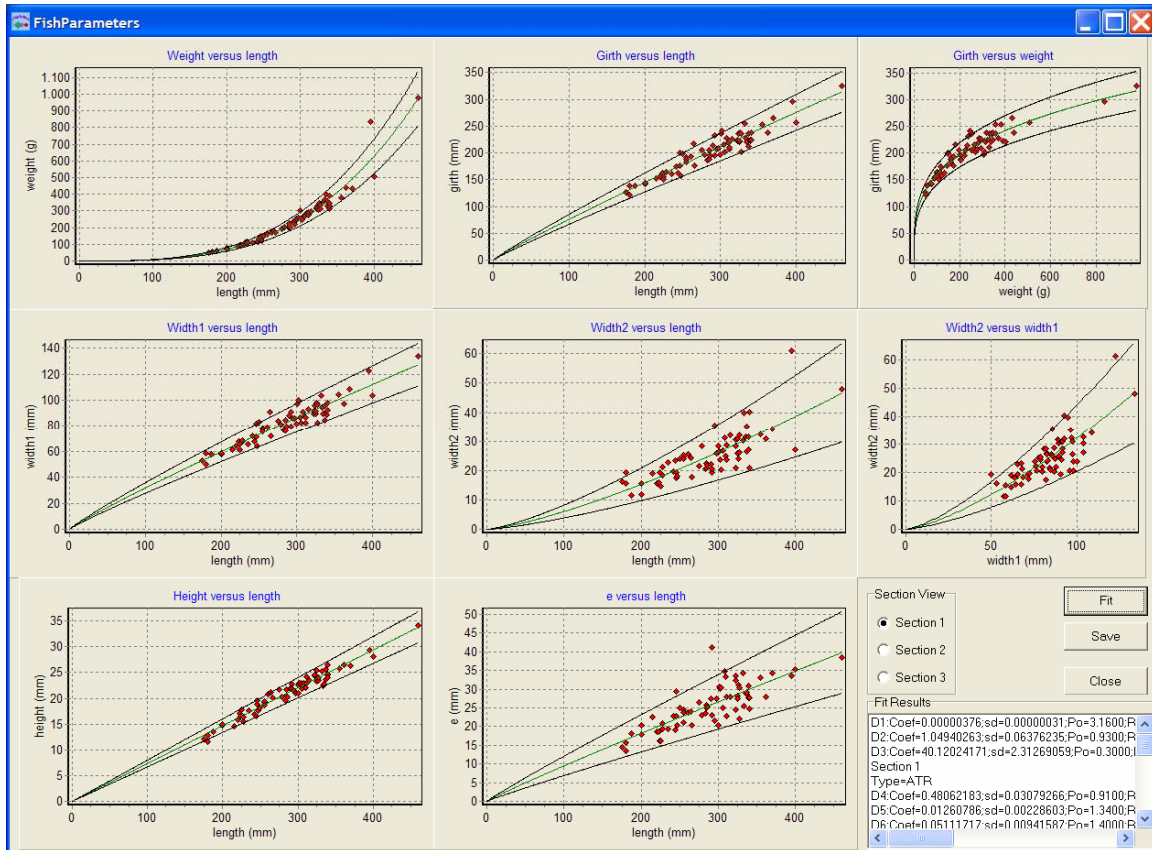 FishParameters
Weight versus length
weight (g)
1.100
1.000
900
800
700
600
500
400
300
200
100
0
0 100 200 300 400
length (mm)
Girth versus length
girth (mm)
350
300
250
200
150
100
50
0
0 100 200 300 400
length (mm)
Girth versus weight
girth (mm)
350
300
250
200
150
100
50
0
0 200 400 600 800
weight (g)
Width1 versus length
width1 (mm)
140
120
100
80
60
40
20
0
0 100 200 300 400
length (mm)
Width2 versus length
width2 (mm)
60
50
40
30
20
10
0
0 100 200 300 400
length (mm)
Width2 versus width1
width2 (mm)
60
50
40
30
20
10
0
0 50 100
width1 (mm)
Height versus length
height (mm)
35
30
25
20
15
10
5
0
0 100 200 300 400
length (mm)
e versus length
e (mm)
50
45
40
35
30
25
20
15
10
5
0
0 100 200 300 400
length (mm)
Section View
Section 1
Section 2
Section 3
Fit
Save
Close
Fit Results
D1:Coef=0.00000376;sd=0.00000031;Po=3.1600;R
D2:Coef=1.04940263;sd=0.06376235;Po=0.9300;R
D3:Coef=40.12024171;sd=2.31269059;Po=0.3000;
Section 1
Type=ATR
D4:Coef=0.48062183;sd=0.03079266;Po=0.9100;R
D5:Coef=0.01260786;sd=0.00228603;Po=1.3400;R
D6:Coef=0.05111717;sd=0.00941587;Po=1.4000;R